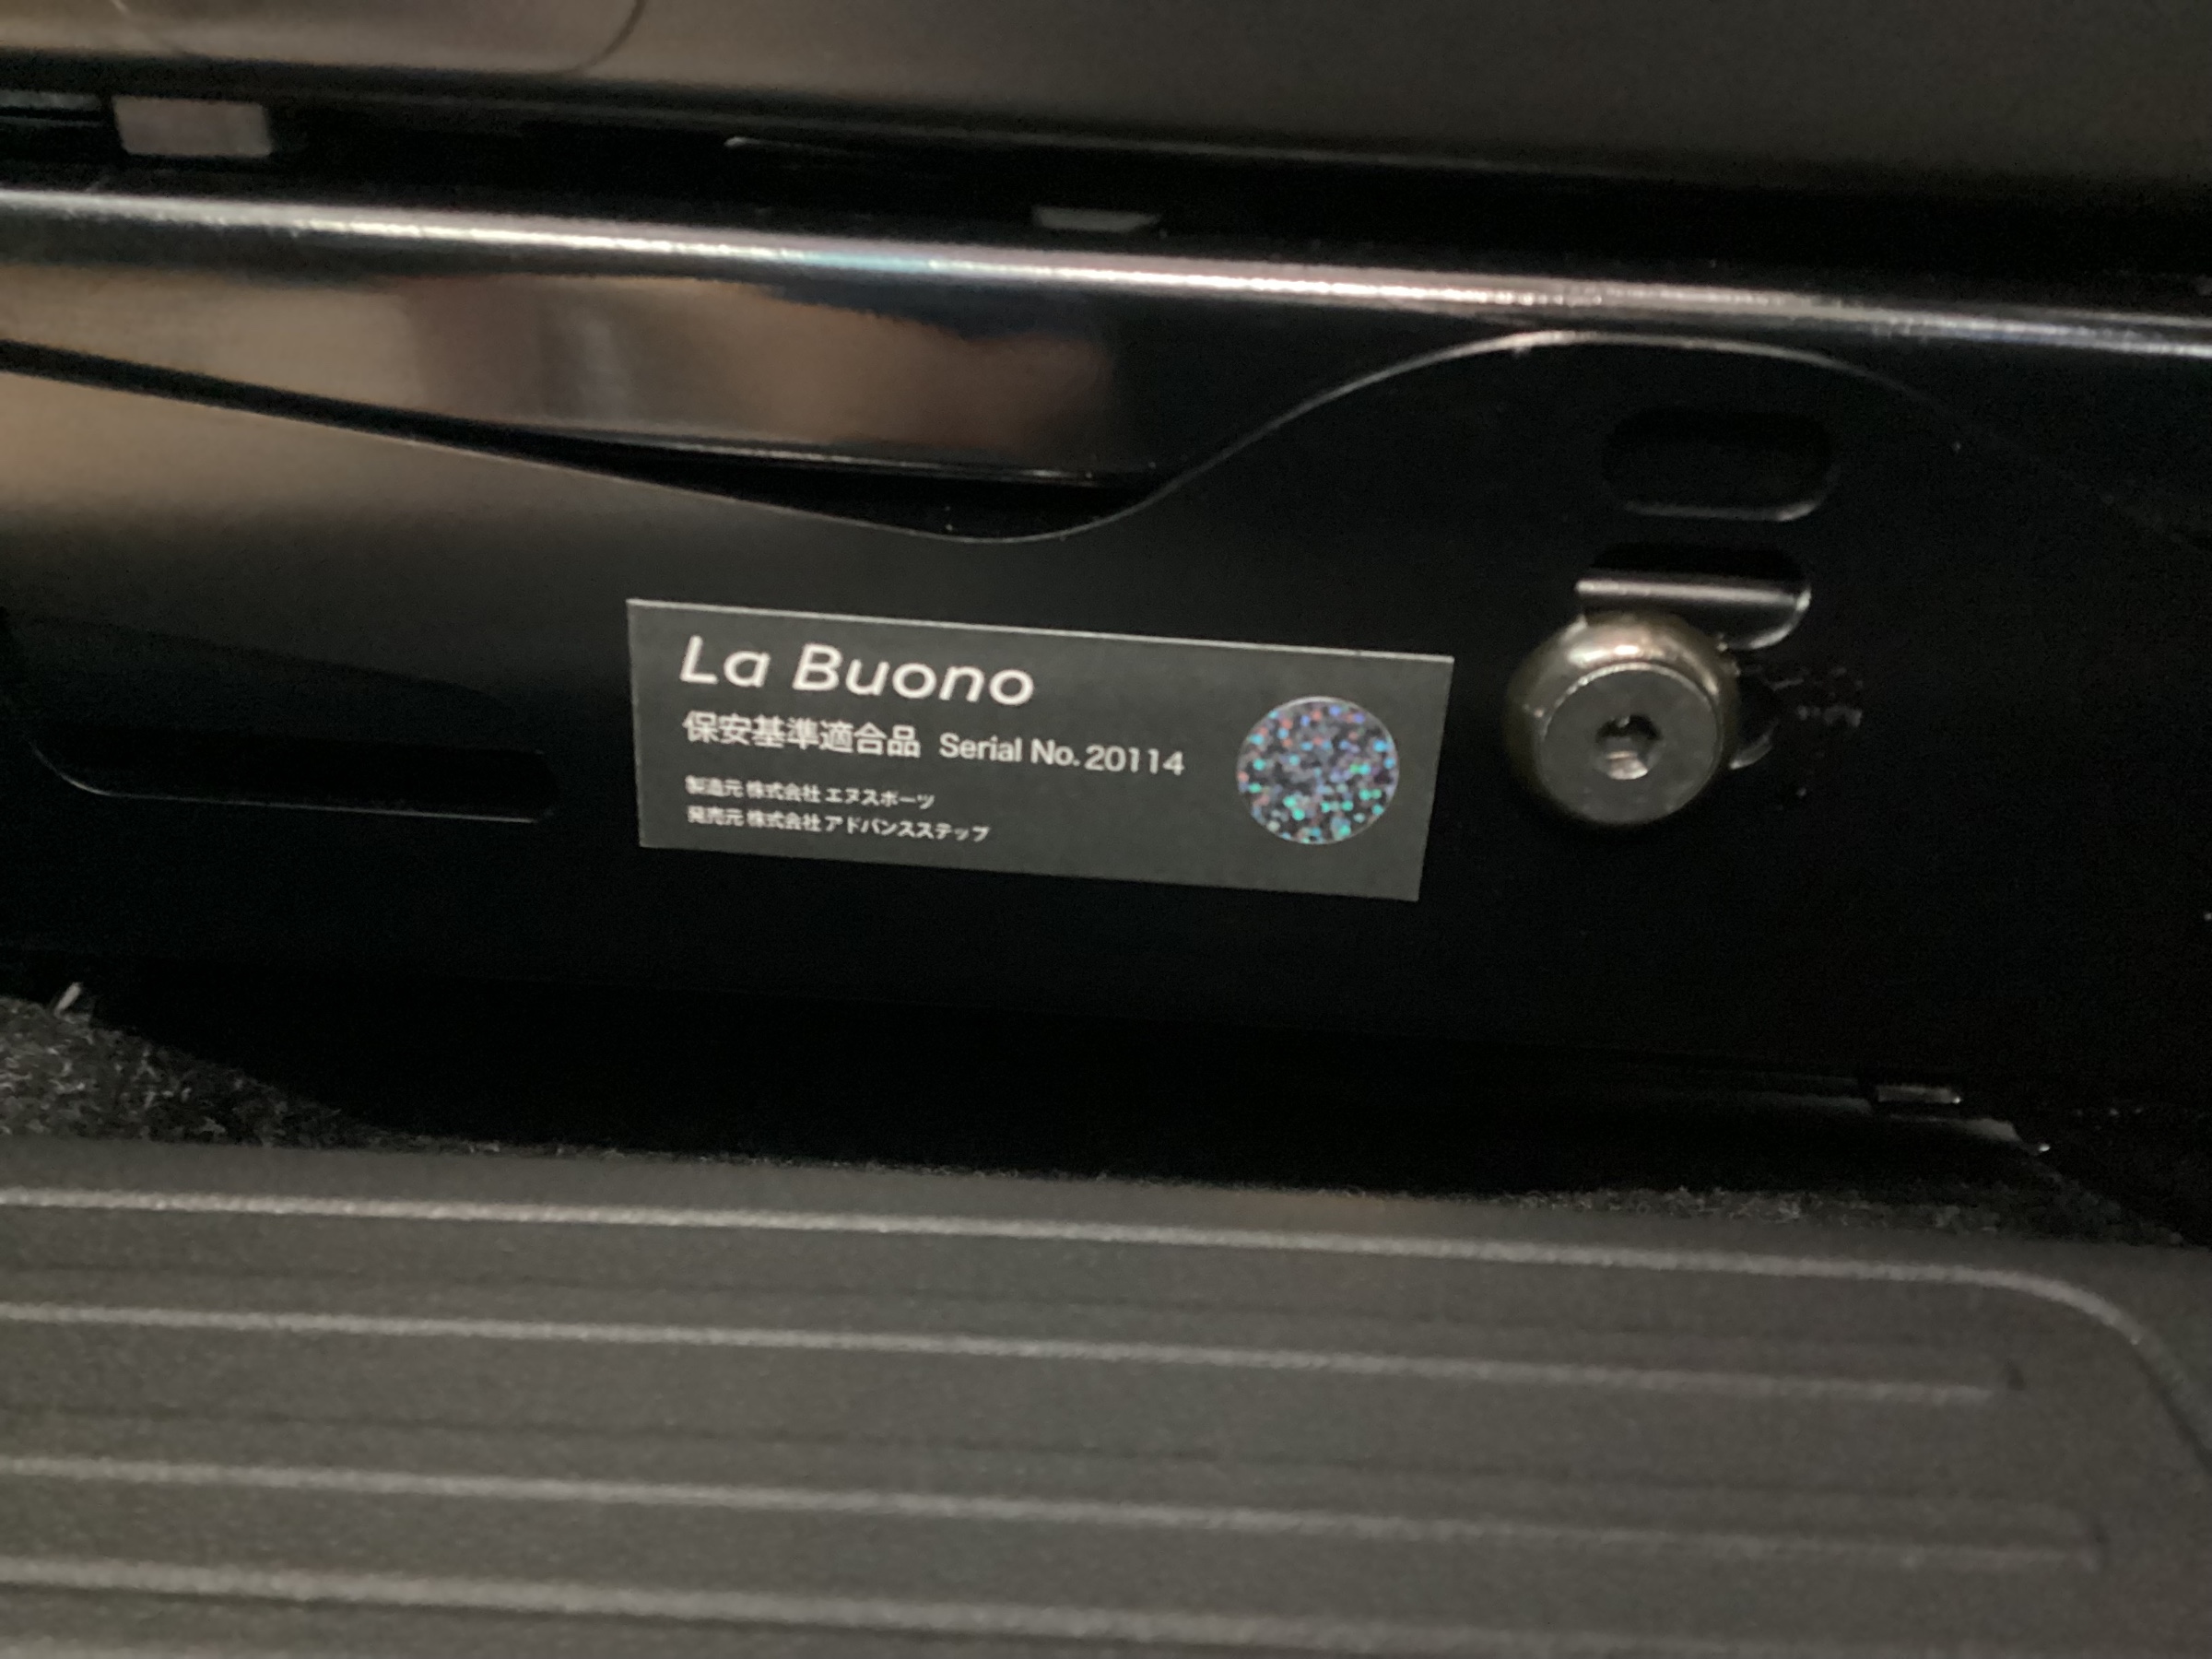 La Buono
保安基準適合品 Serial No. 20114
製造元 株式会社 エヌスポーツ
発売元 株式会社 アドバンスステップ